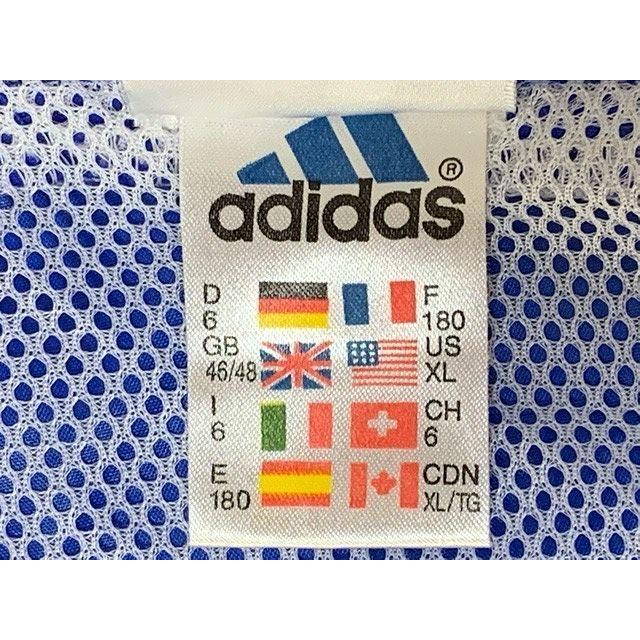 adidas®
D F
6 180
GB US
46/48 XL
I CH
6 6
E CDN
180 XL/TG